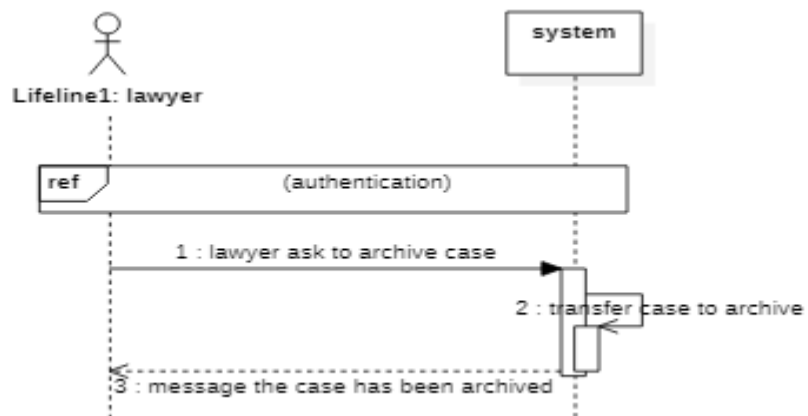 system
Lifeline1: lawyer
ref
(authentication)
1 : lawyer ask to archive case
2 : transfer case to archive
3 : message the case has been archived